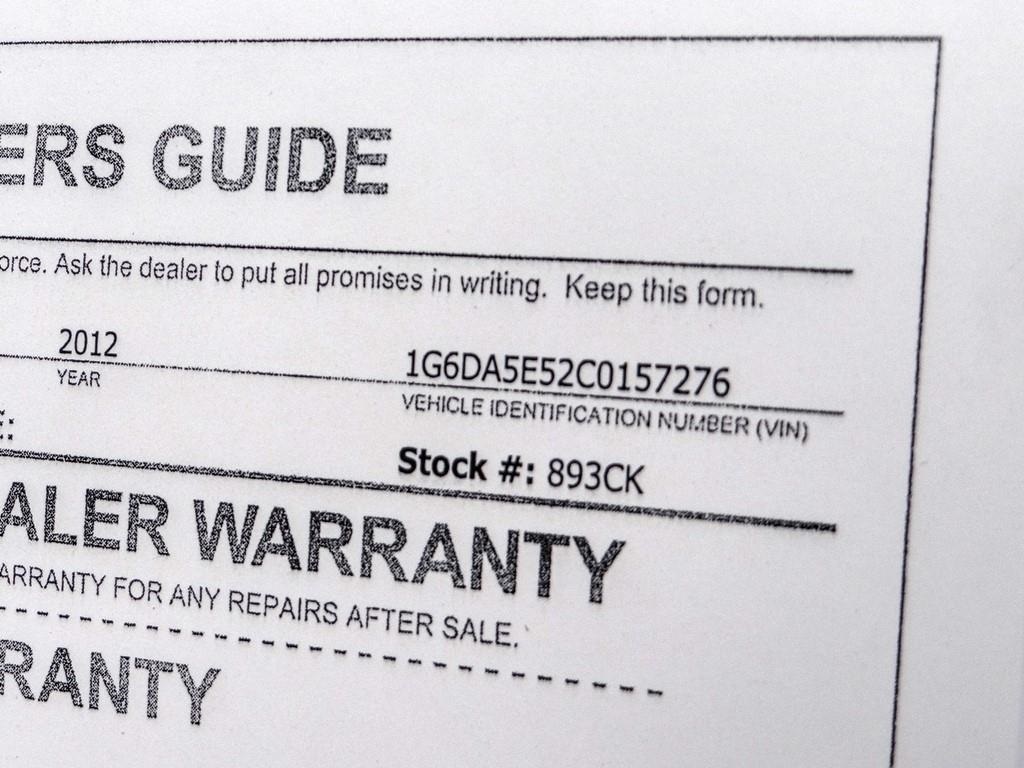 ERS GUIDE
orce. Ask the dealer to put all promises in writing. Keep this form.
2012 1G6DA5E52C0157276
YEAR VEHICLE IDENTIFICATION NUMBER (VIN)
Stock #: 893CK
ALER WARRANTY
ARRANTY FOR ANY REPAIRS AFTER SALE.
RANTY